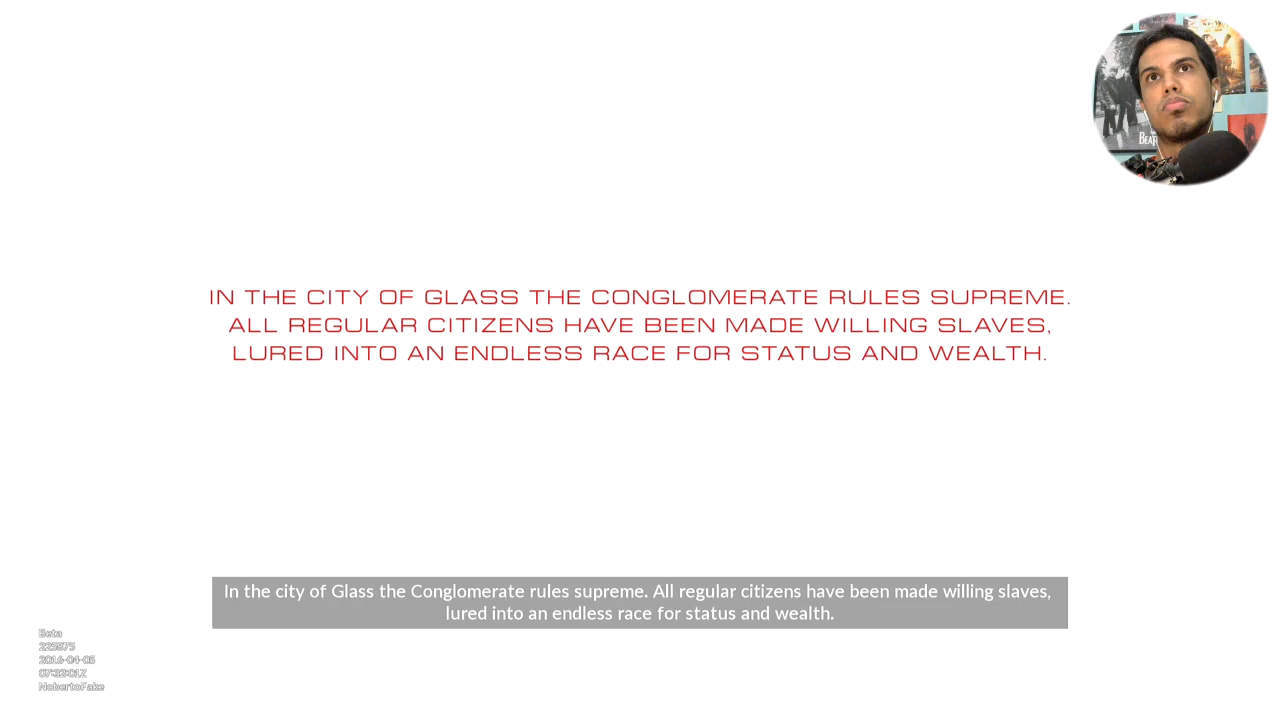 IN THE CITY OF GLASS THE CONGLOMERATE RULES SUPREME.
ALL REGULAR CITIZENS HAVE BEEN MADE WILLING SLAVES,
LURED INTO AN ENDLESS RACE FOR STATUS AND WEALTH.
In the city of Glass the Conglomerate rules supreme. All regular citizens have been made willing slaves,
lured into an endless race for status and wealth.
Beta
NobertoFake